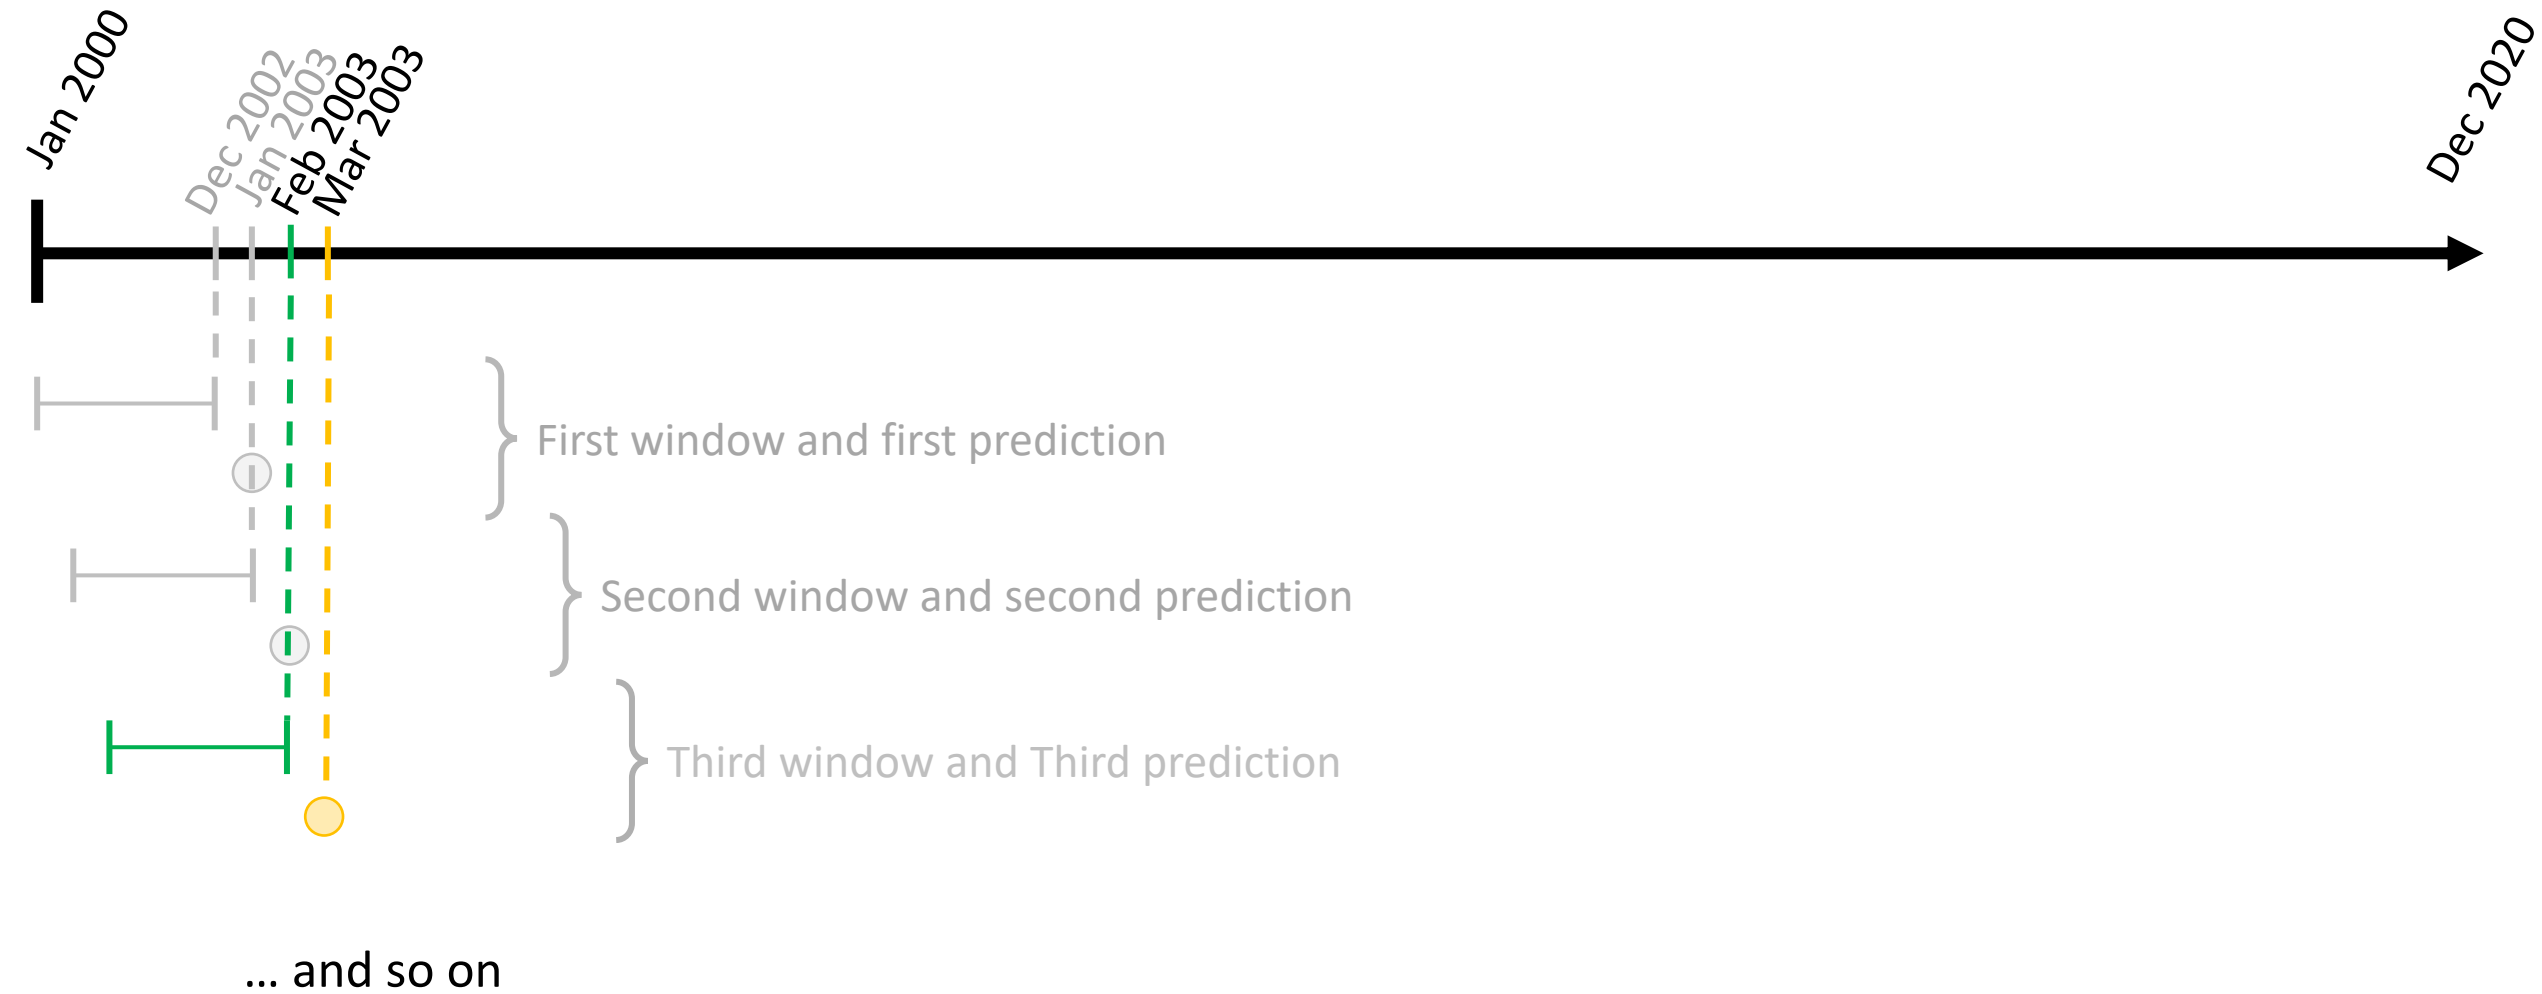 Jan 2000
Dec 2002
Jan 2003
Feb 2003
Mar 2003
Dec 2020
First window and first prediction
Second window and second prediction
Third window and Third prediction
... and so on